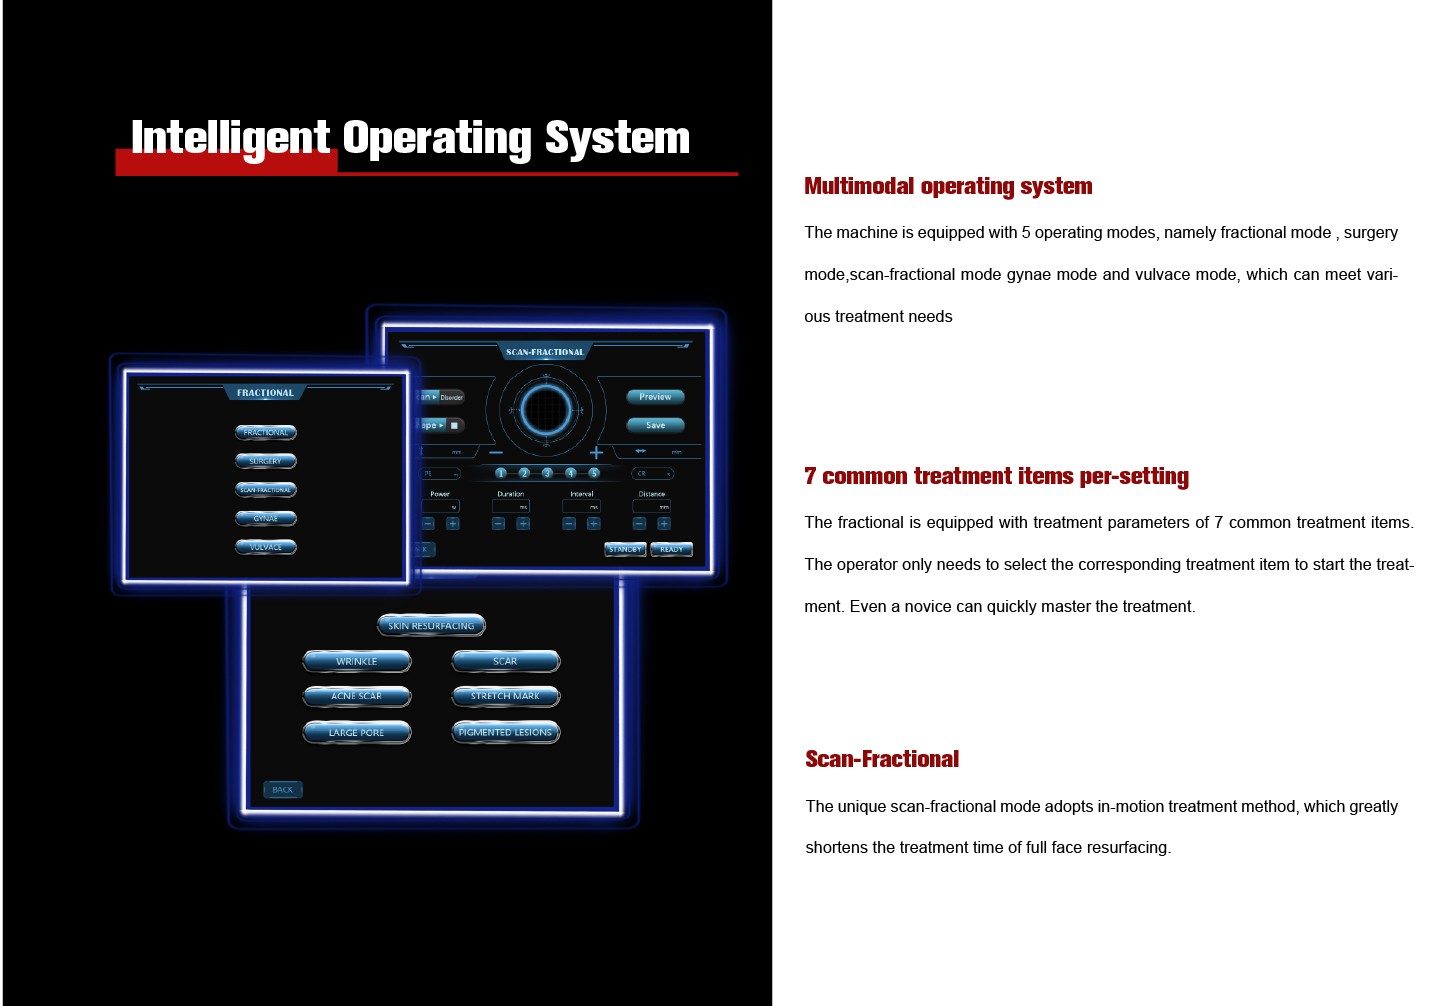 Intelligent Operating System
FRACTIONAL
FRACTIONAL
SURGERY
SCAN-FRACTIONAL
GYNAE
VULVACE
SCAN-FRACTIONAL
Disorder
Preview
Save
mm
mm
PE
1 2 3 4 5
CR
Power Duration Interval Distance
w ms ms mm
STANDBY READY
SKIN RESURFACING
WRINKLE SCAR
ACNE SCAR STRETCH MARK
LARGE PORE PIGMENTED LESIONS
BACK
Multimodal operating system
The machine is equipped with 5 operating modes, namely fractional mode , surgery
mode,scan-fractional mode gynae mode and vulvace mode, which can meet vari-
ous treatment needs
7 common treatment items per-setting
The fractional is equipped with treatment parameters of 7 common treatment items.
The operator only needs to select the corresponding treatment item to start the treat-
ment. Even a novice can quickly master the treatment.
Scan-Fractional
The unique scan-fractional mode adopts in-motion treatment method, which greatly
shortens the treatment time of full face resurfacing.